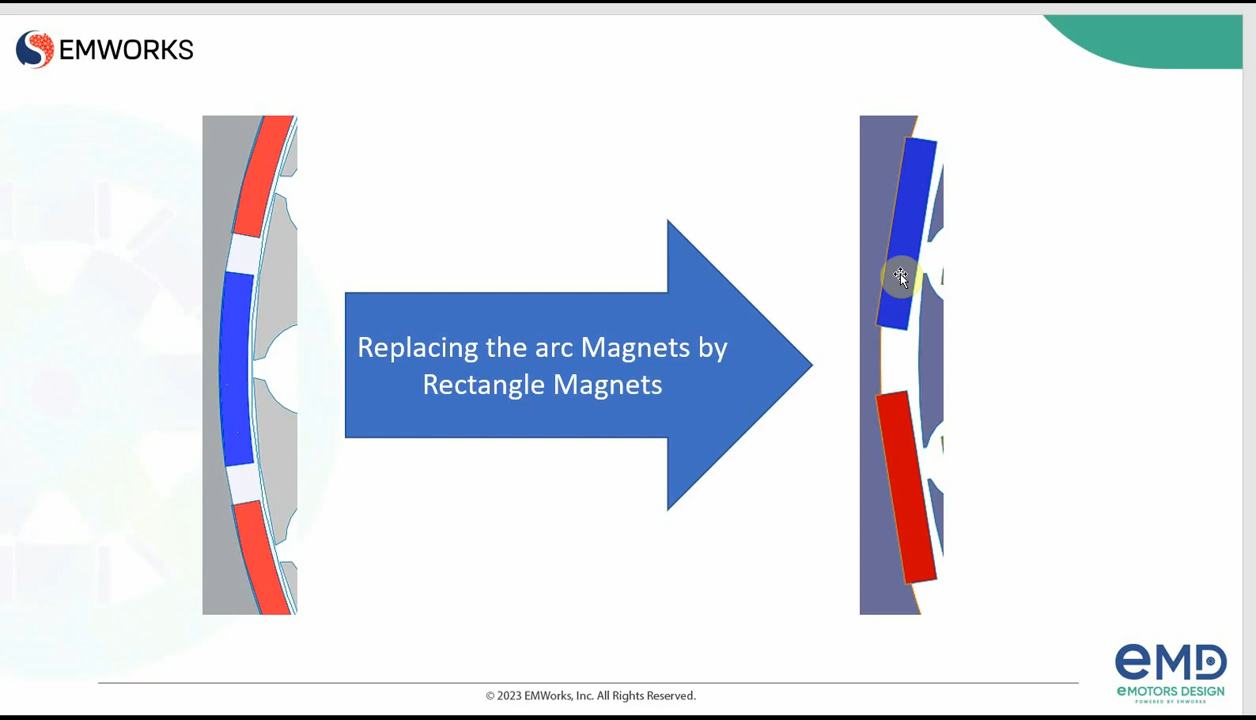 EMWORKS
Replacing the arc Magnets by
Rectangle Magnets
© 2023 EMWorks, Inc. All Rights Reserved.
eMD
eMOTORS DESIGN
POWERED BY EMWORKS